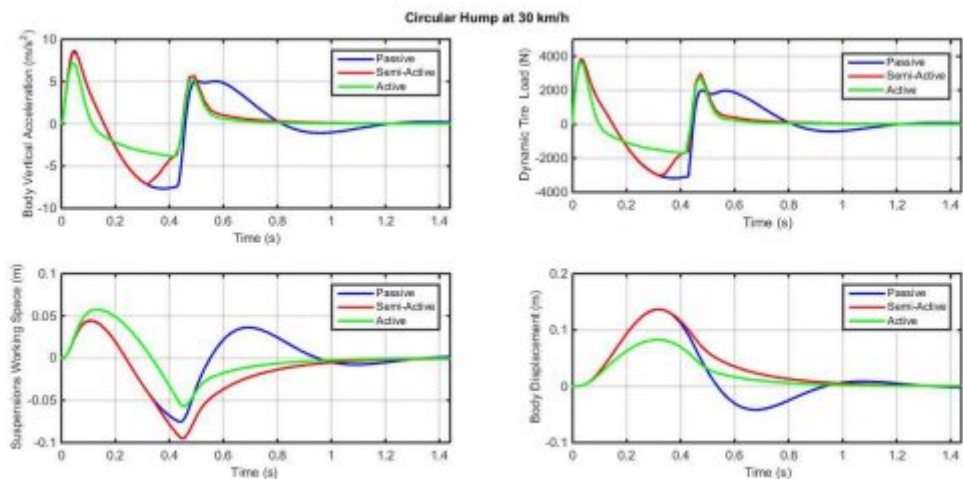 Circular Hump at 30 km/h
Body Vertical Acceleration (m/s²)
10
5
0
-5
-10
Passive
Semi-Active
Active
0 0.2 0.4 0.6 0.8 1 1.2 1.4
Time (s)
Dynamic Tire Load (N)
4000
2000
0
-2000
-4000
Passive
Semi-Active
Active
0 0.2 0.4 0.6 0.8 1 1.2 1.4
Time (s)
Suspensions Working Space (m)
0.1
0.05
0
-0.05
-0.1
Passive
Semi-Active
Active
0 0.2 0.4 0.6 0.8 1 1.2 1.4
Time (s)
Body Displacement (m)
0.2
0.1
0
-0.1
Passive
Semi-Active
Active
0 0.2 0.4 0.6 0.8 1 1.2 1.4
Time (s)